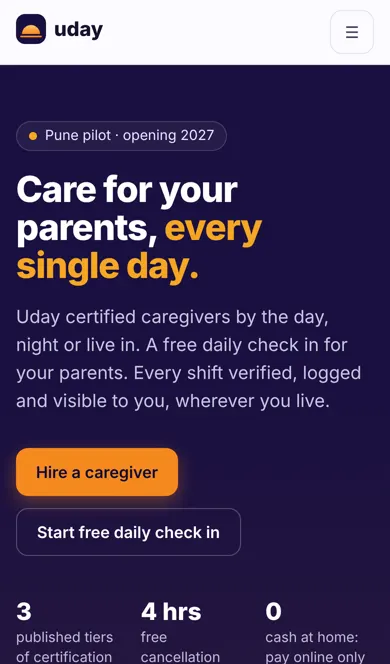 uday
Pune pilot · opening 2027
Care for your
parents, every
single day.
Uday certified caregivers by the day,
night or live in. A free daily check in for
your parents. Every shift verified, logged
and visible to you, wherever you live.
Hire a caregiver
Start free daily check in
3
published tiers
of certification
4 hrs
free
cancellation
0
cash at home:
pay online only